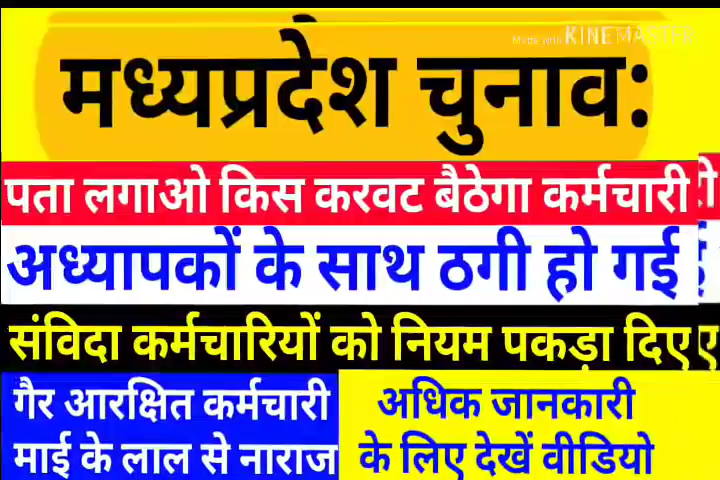 Made with KINEMASTER
मध्यप्रदेश चुनाव:
पता लगाओ किस करवट बैठेगा कर्मचारी
अध्यापकों के साथ ठगी हो गई
संविदा कर्मचारियों को नियम पकड़ा दिए
गैर आरक्षित कर्मचारी
माई के लाल से नाराज
अधिक जानकारी
के लिए देखें वीडियो